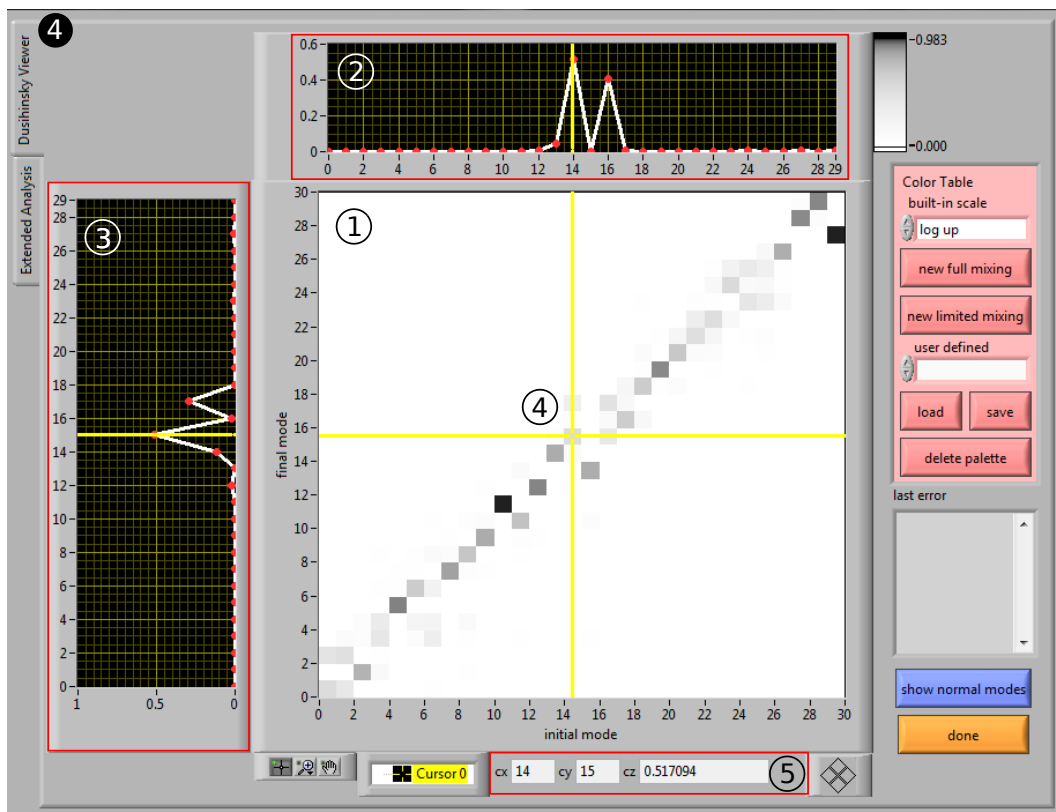 4
Dusihinsky Viewer
Extended Analysis
2
0.6
0.4
0.2
0
0 2 4 6 8 10 12 14 16 18 20 22 24 26 28 29
0.983
0.000
3
29
28
26
24
22
20
18
16
14
12
10
8
6
4
2
0
1 0.5 0
1
4
final mode
30
28
26
24
22
20
18
16
14
12
10
8
6
4
2
0
0 2 4 6 8 10 12 14 16 18 20 22 24 26 28 30
initial mode
Color Table
built-in scale
log up
new full mixing
new limited mixing
user defined
load save
delete palette
last error
show normal modes
done
Cursor 0
cx 14 cy 15 cz 0.517094 5